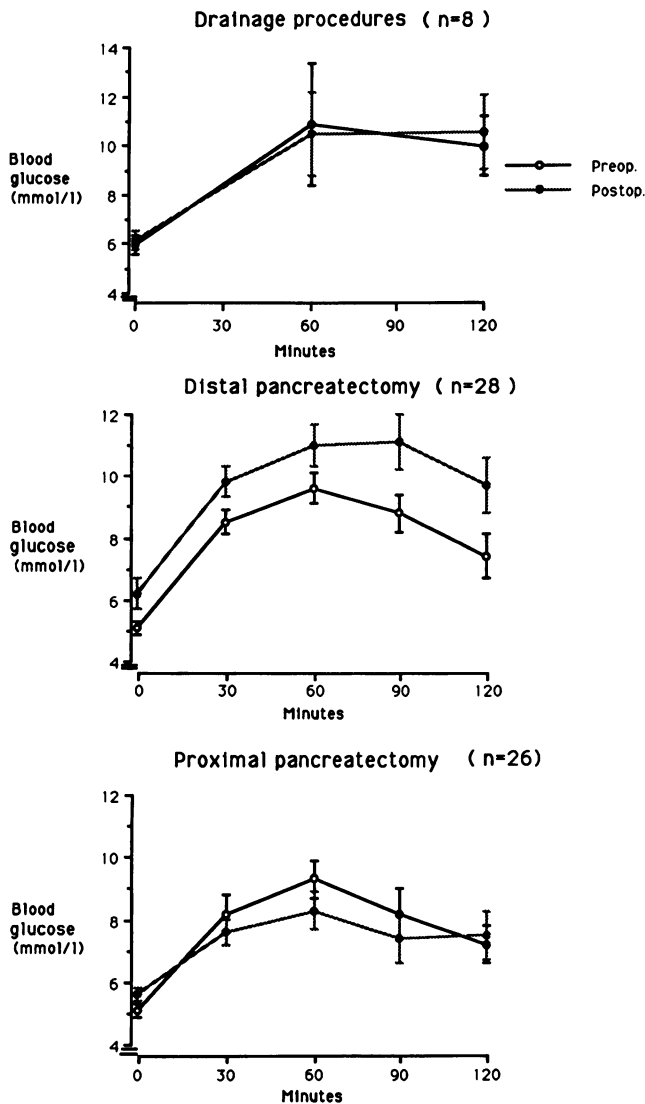 Drainage procedures ( n=8 )
14
12
10
8
6
4
Blood
glucose
(mmol/l)
Preop.
Postop.
0 30 60 90 120
Minutes
Distal pancreatectomy ( n=28 )
12
10
8
6
4
Blood
glucose
(mmol/l)
0 30 60 90 120
Minutes
Proximal pancreatectomy ( n=26)
12
10
8
6
4
Blood
glucose
(mmol/l)
0 30 60 90 120
Minutes